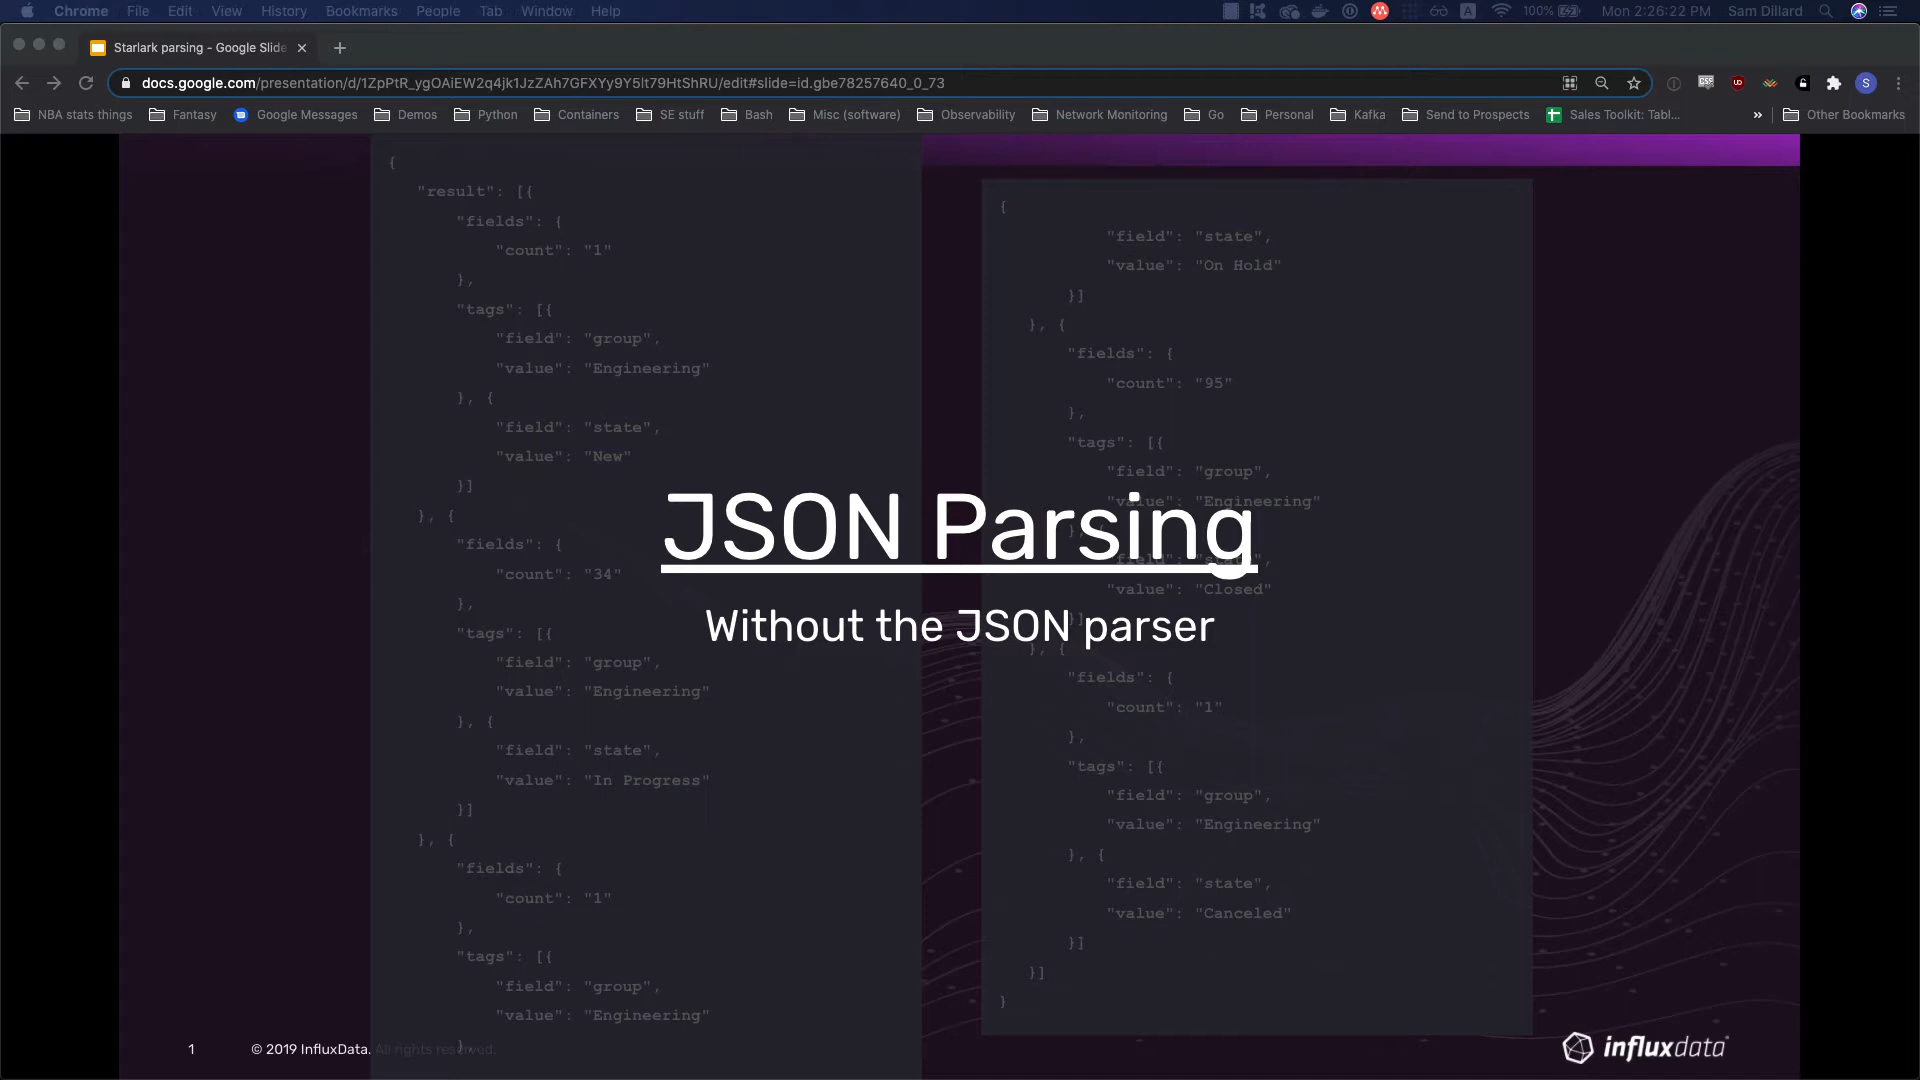 Chrome File Edit View History Bookmarks People Tab Window Help 100% Mon 2:26:22 PM Sam Dillard
Starlark parsing - Google Slide
docs.google.com/presentation/d/1ZpPtR_ygOAiEW2q4jk1JzZAh7GFXYy9Y5lt79HtShRU/edit#slide=id.gbe78257640_0_73
NBA stats things Fantasy Google Messages Demos Python Containers SE stuff Bash Misc (software) Observability Network Monitoring Go Personal Kafka Send to Prospects Sales Toolkit: Tabl... » Other Bookmarks
{
"result": [{
"fields": {
"count": "1"
},
"tags": [{
"field": "group",
"value": "Engineering"
}, {
"field": "state",
"value": "New"
}]
}, {
"fields": {
"count": "34"
},
"tags": [{
"field": "group",
"value": "Engineering"
}, {
"field": "state",
"value": "In Progress"
}]
}, {
"fields": {
"count": "1"
},
"tags": [{
"field": "group",
"value": "Engineering"
},
{
"field": "state",
"value": "On Hold"
}]
}, {
"fields": {
"count": "95"
},
"tags": [{
"field": "group",
"value": "Engineering"
}, {
"field": "state",
"value": "Closed"
}]
}, {
"fields": {
"count": "1"
},
"tags": [{
"field": "group",
"value": "Engineering"
}, {
"field": "state",
"value": "Canceled"
}]
}]
}
JSON Parsing
Without the JSON parser
1 © 2019 InfluxData. All rights reserved.
influxdata